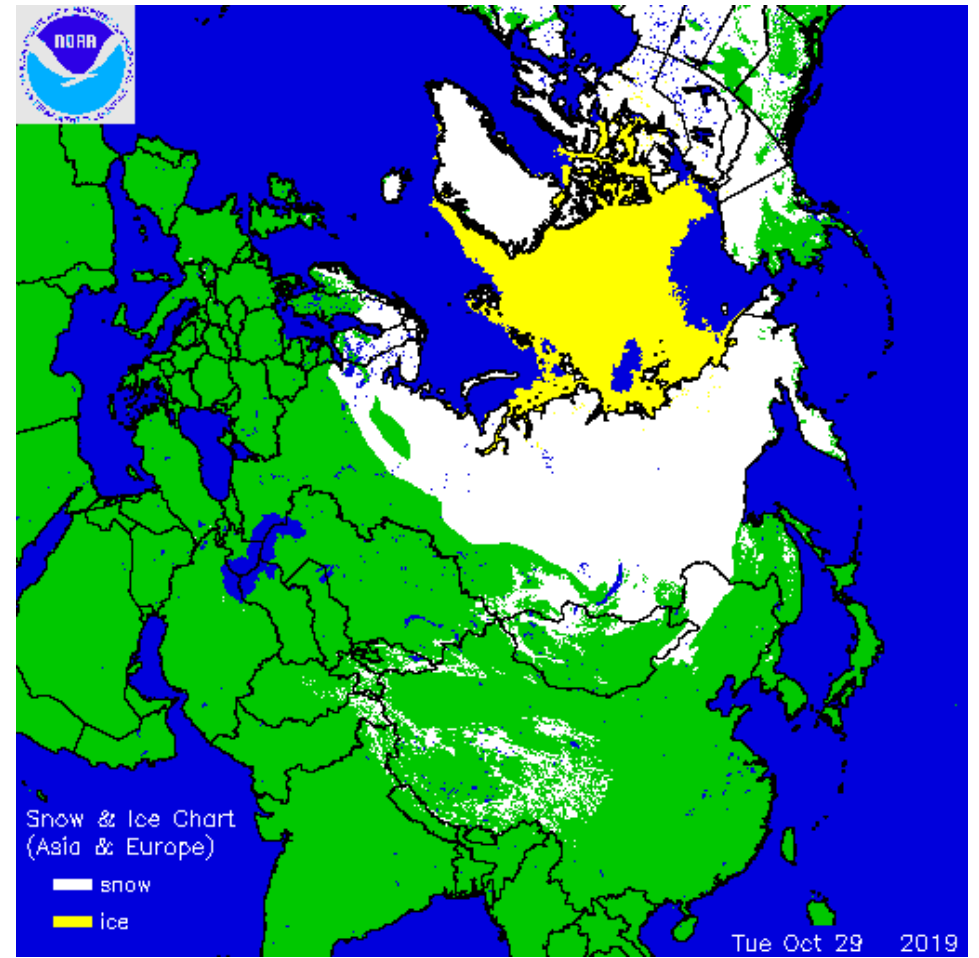 NOAA
Snow & Ice Chart
(Asia & Europe)
snow
ice
Tue Oct 29 2019